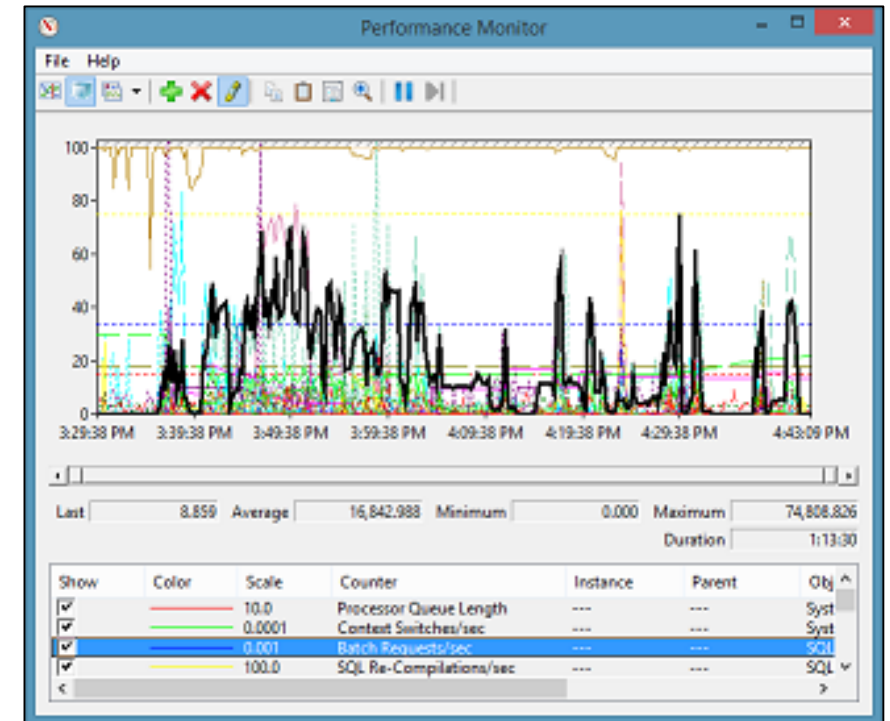 Performance Monitor
File Help
100
80
60
40
20
0
3:29:38 PM 3:39:38 PM 3:49:38 PM 3:59:38 PM 4:09:38 PM 4:19:38 PM 4:29:38 PM 4:43:09 PM
Last 8.859 Average 16,842.988 Minimum 0.000 Maximum 74,808.826
Duration 1:13:30
Show Color Scale Counter Instance Parent Obj
10.0 Processor Queue Length --- --- Syst
0.0001 Context Switches/sec --- --- Syst
0.001 Batch Requests/sec --- --- SQL
100.0 SQL Re-Compilations/sec --- --- SQL